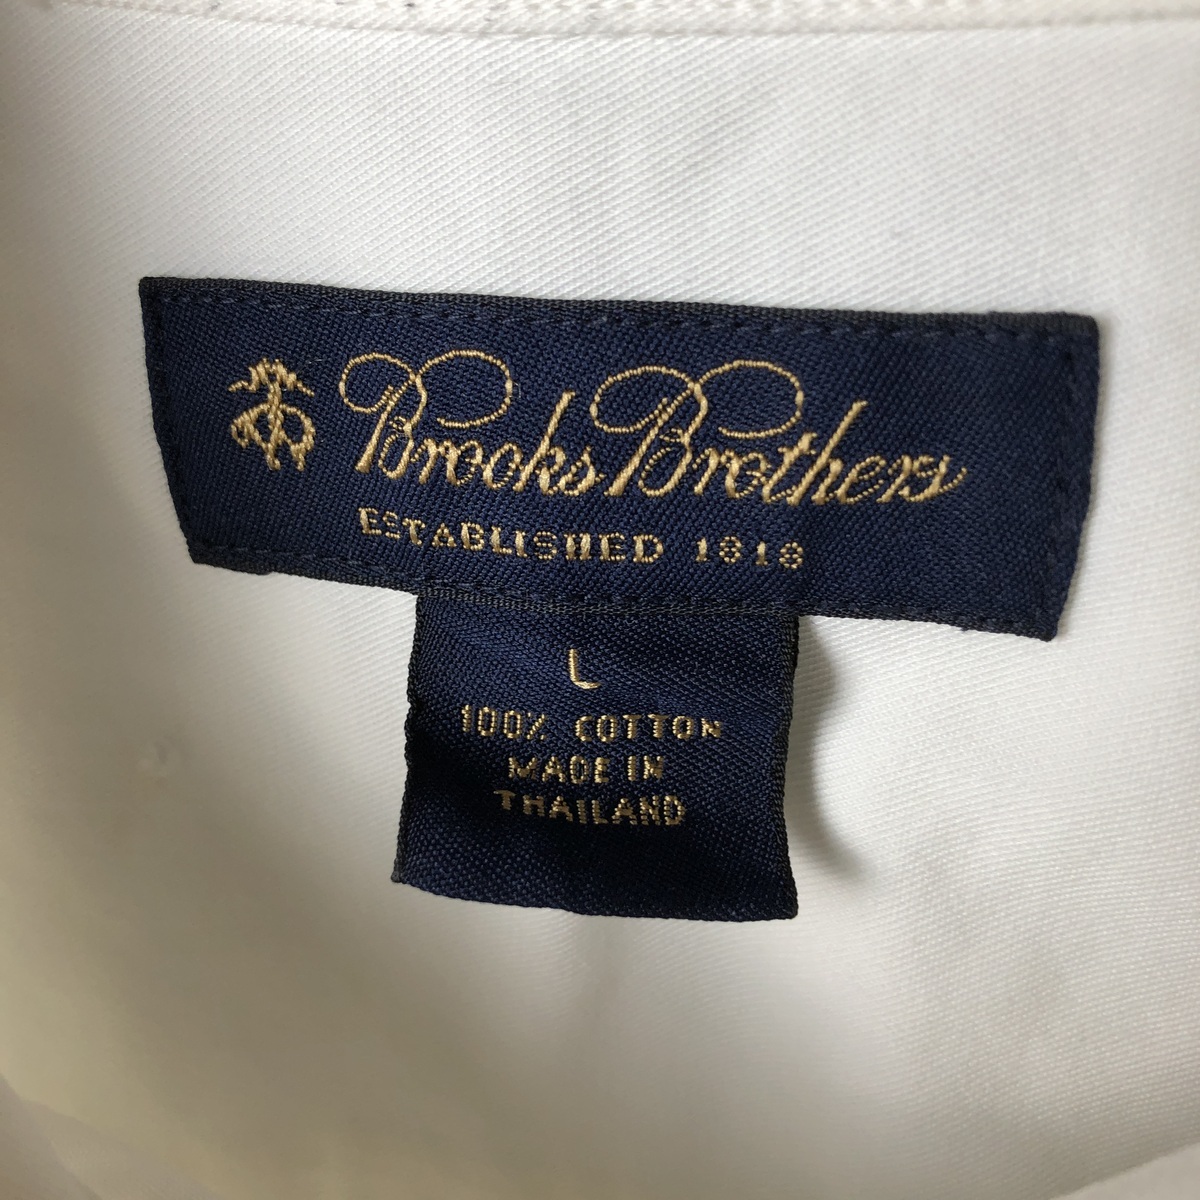 Brooks Brothers
ESTABLISHED 1818
L
100% COTTON
MADE IN
THAILAND